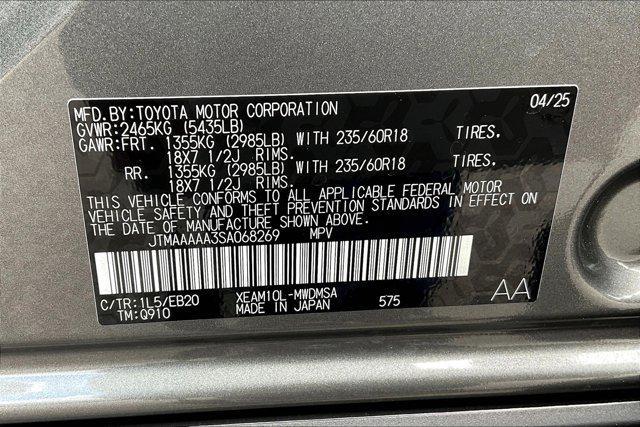 MFD.BY:TOYOTA MOTOR CORPORATION 04/25
GVWR:2465KG (5435LB)
GAWR:FRT. 1355KG (2985LB) WITH 235/60R18 TIRES,
18X7 1/2J RIMS.
RR. 1355KG (2985LB) WITH 235/60R18 TIRES,
18X7 1/2J RIMS.
THIS VEHICLE CONFORMS TO ALL APPLICABLE FEDERAL MOTOR
VEHICLE SAFETY AND THEFT PREVENTION STANDARDS IN EFFECT ON
THE DATE OF MANUFACTURE SHOWN ABOVE.
JTMAAAAA3SA068269 MPV
C/TR:1L5/EB20 XEAM10L-MWDMSA 575 AA
TM:Q910 MADE IN JAPAN